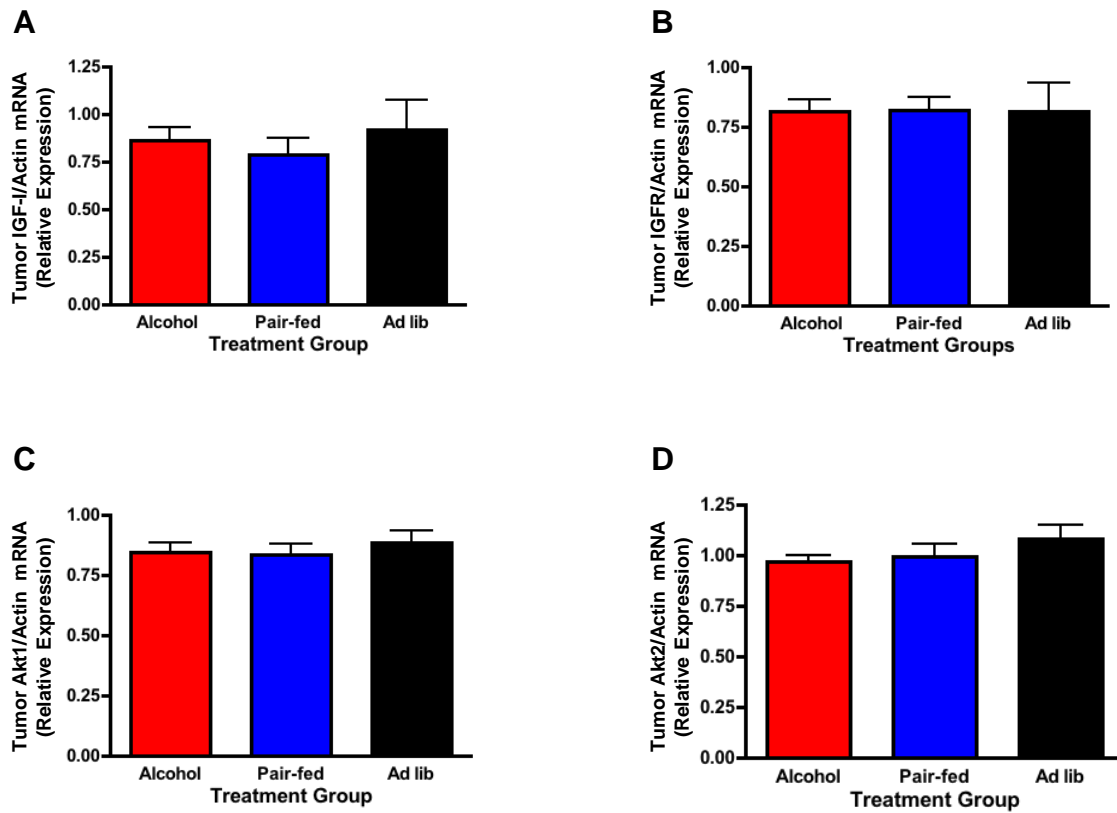 A
Tumor IGF-I/Actin mRNA
(Relative Expression)
1.25
1.00
0.75
0.50
0.25
0.00
Alcohol Pair-fed Ad lib
Treatment Group
B
Tumor IGFR/Actin mRNA
(Relative Expression)
1.00
0.75
0.50
0.25
0.00
Alcohol Pair-fed Ad lib
Treatment Groups
C
Tumor Akt1/Actin mRNA
(Relative Expression)
1.00
0.75
0.50
0.25
0.00
Alcohol Pair-fed Ad lib
Treatment Group
D
Tumor Akt2/Actin mRNA
(Relative Expression)
1.25
1.00
0.75
0.50
0.25
0.00
Alcohol Pair-fed Ad lib
Treatment Group